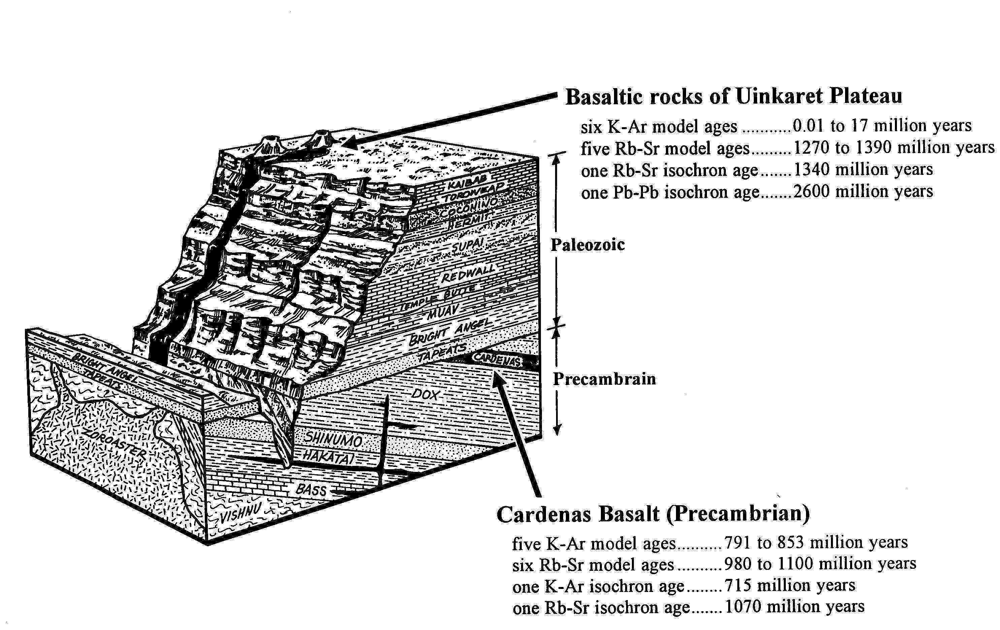 Basaltic rocks of Uinkaret Plateau
six K-Ar model ages ...........0.01 to 17 million years
five Rb-Sr model ages.........1270 to 1390 million years
one Rb-Sr isochron age.......1340 million years
one Pb-Pb isochron age.......2600 million years
KAIBAB
TOROWEAP
COCONINO
HERMIT
SUPAI
Paleozoic
REDWALL
TEMPLE BUTTE
MUAV
BRIGHT ANGEL
TAPEATS
CARDENAS
BRIGHT ANGEL
TAPEATS
Precambrain
DOX
ZOROASTER
SHINUMO
HAKATAI
BASS
VISHNU
Cardenas Basalt (Precambrian)
five K-Ar model ages..........791 to 853 million years
six Rb-Sr model ages..........980 to 1100 million years
one K-Ar isochron age........715 million years
one Rb-Sr isochron age.......1070 million years